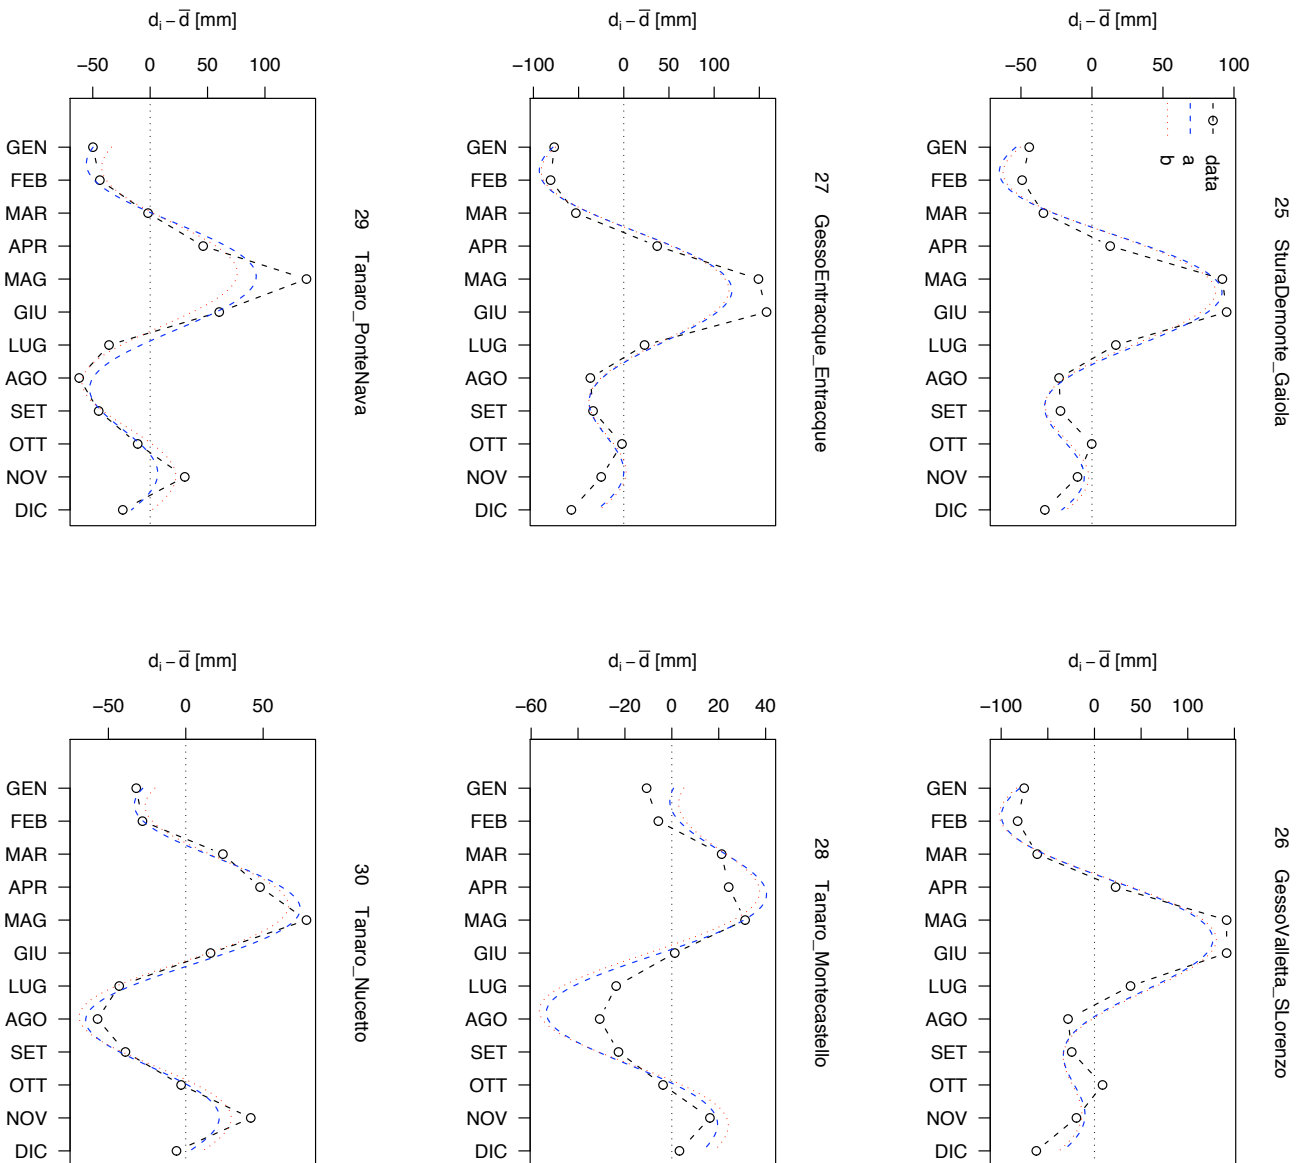 25 SturaDemonte_Gaiola
data
a
b
d_i − d̅ [mm]
−50 0 50 100
GEN
FEB
MAR
APR
MAG
GIU
LUG
AGO
SET
OTT
NOV
DIC
26 GessoValletta_SLorenzo
d_i − d̅ [mm]
−100 0 50 100
GEN
FEB
MAR
APR
MAG
GIU
LUG
AGO
SET
OTT
NOV
DIC
27 GessoEntracque_Entracque
d_i − d̅ [mm]
−100 0 50 100
GEN
FEB
MAR
APR
MAG
GIU
LUG
AGO
SET
OTT
NOV
DIC
28 Tanaro_Montecastello
d_i − d̅ [mm]
−60 −20 0 20 40
GEN
FEB
MAR
APR
MAG
GIU
LUG
AGO
SET
OTT
NOV
DIC
29 Tanaro_PonteNava
d_i − d̅ [mm]
−50 0 50 100
GEN
FEB
MAR
APR
MAG
GIU
LUG
AGO
SET
OTT
NOV
DIC
30 Tanaro_Nucetto
d_i − d̅ [mm]
−50 0 50
GEN
FEB
MAR
APR
MAG
GIU
LUG
AGO
SET
OTT
NOV
DIC